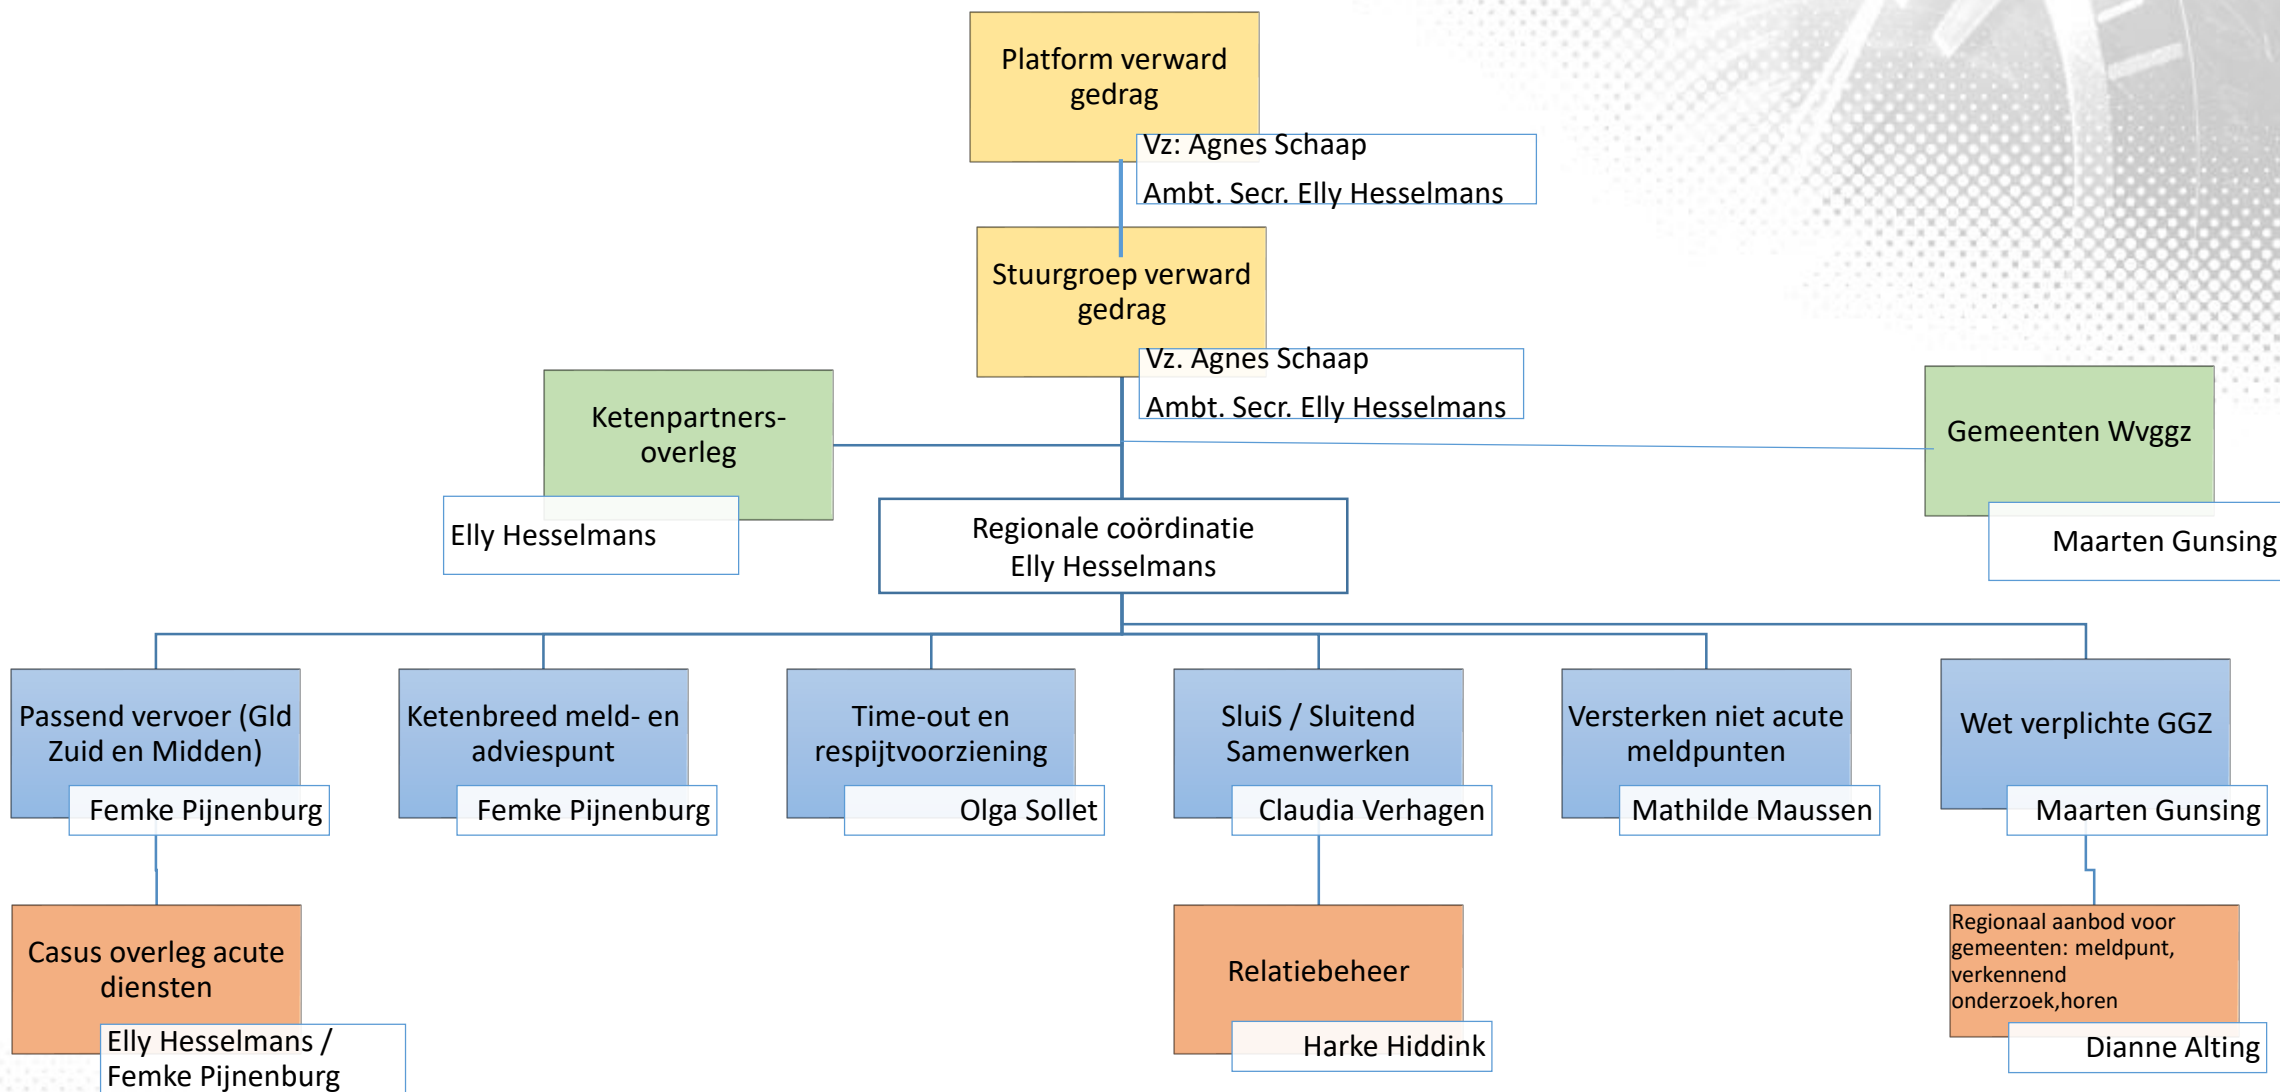 Platform verward
gedrag
Vz: Agnes Schaap
Ambt. Secr. Elly Hesselmans
Stuurgroep verward
gedrag
Vz. Agnes Schaap
Ambt. Secr. Elly Hesselmans
Ketenpartners-
overleg
Elly Hesselmans
Gemeenten Wvggz
Maarten Gunsing
Regionale coördinatie
Elly Hesselmans
Passend vervoer (Gld
Zuid en Midden)
Femke Pijnenburg
Ketenbreed meld- en
adviespunt
Femke Pijnenburg
Time-out en
respijtvoorziening
Olga Sollet
SluiS / Sluitend
Samenwerken
Claudia Verhagen
Versterken niet acute
meldpunten
Mathilde Maussen
Wet verplichte GGZ
Maarten Gunsing
Casus overleg acute
diensten
Elly Hesselmans /
Femke Pijnenburg
Relatiebeheer
Harke Hiddink
Regionaal aanbod voor
gemeenten: meldpunt,
verkennend
onderzoek,horen
Dianne Alting